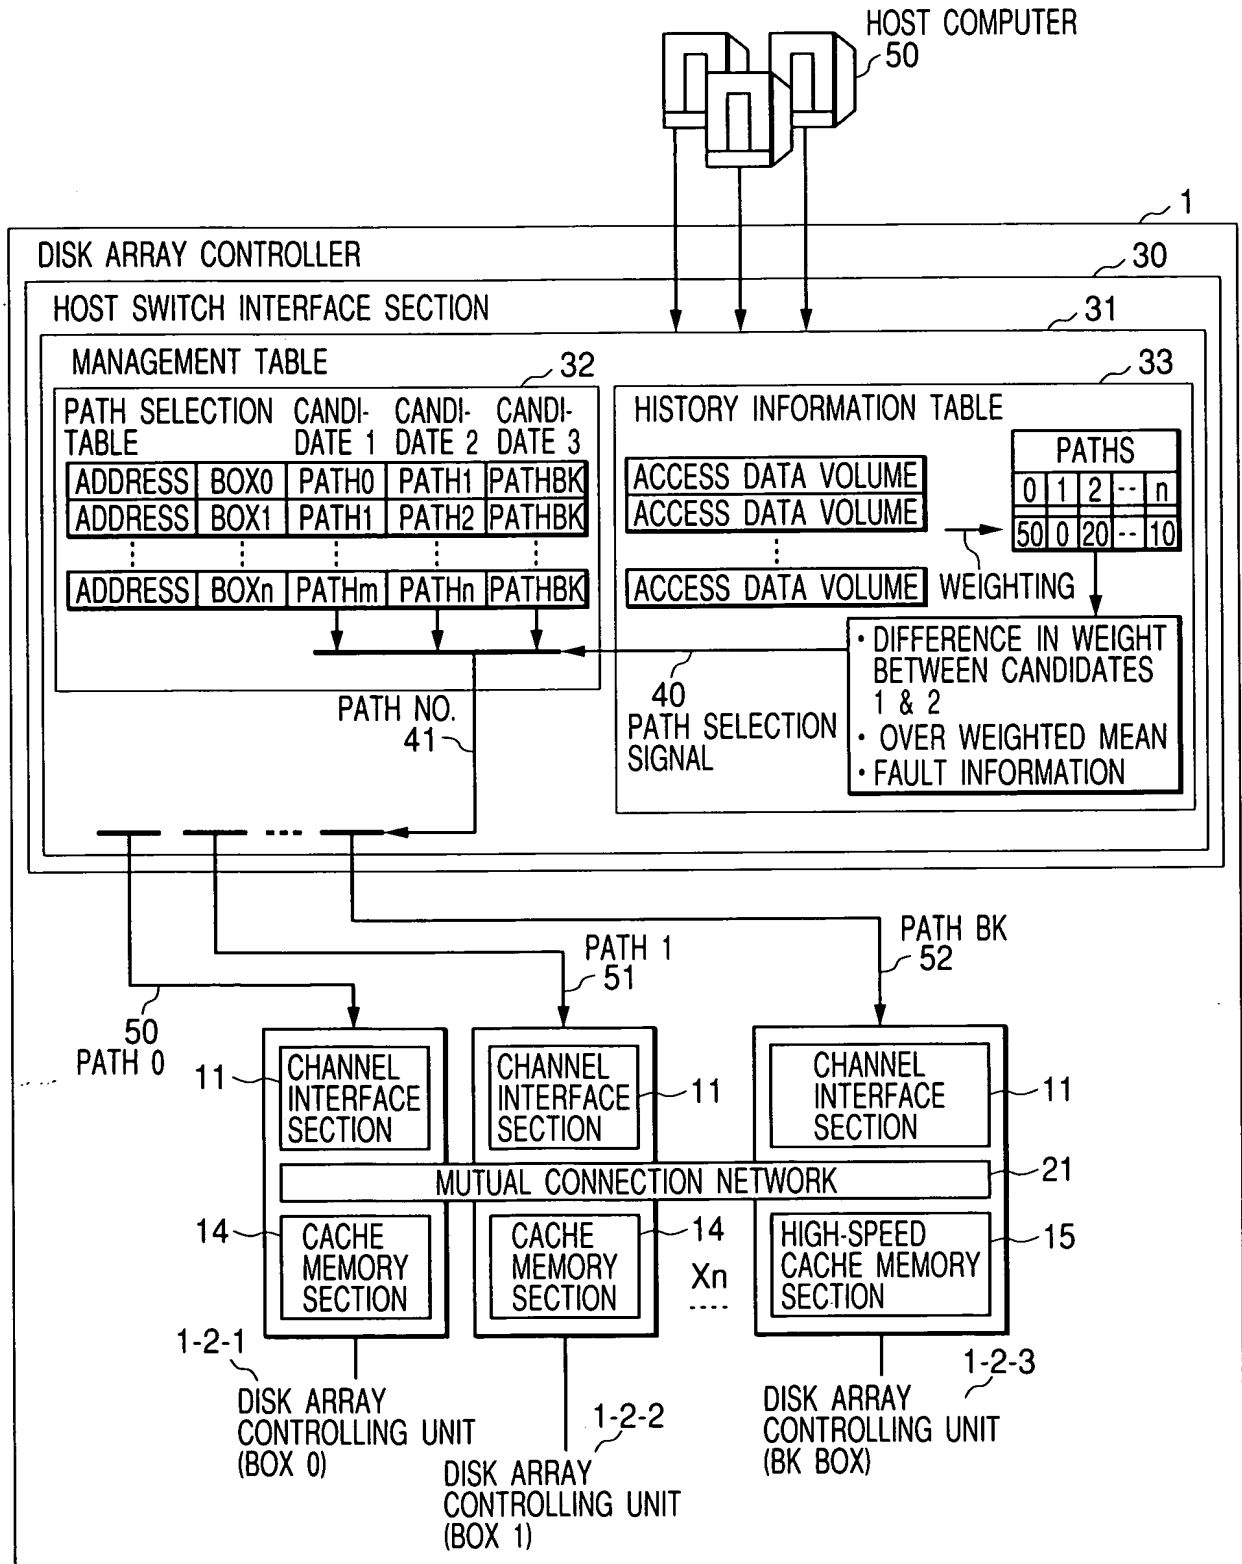 HOST COMPUTER
50
1
DISK ARRAY CONTROLLER
30
HOST SWITCH INTERFACE SECTION
31
MANAGEMENT TABLE
32
33
PATH SELECTION
TABLE
CANDI-
DATE 1
CANDI-
DATE 2
CANDI-
DATE 3
ADDRESS BOX0 PATH0 PATH1 PATHBK
ADDRESS BOX1 PATH1 PATH2 PATHBK
ADDRESS BOXn PATHm PATHn PATHBK
HISTORY INFORMATION TABLE
ACCESS DATA VOLUME
ACCESS DATA VOLUME
ACCESS DATA VOLUME
PATHS
0 1 2 -- n
50 0 20 -- 10
WEIGHTING
• DIFFERENCE IN WEIGHT
BETWEEN CANDIDATES
1 & 2
• OVER WEIGHTED MEAN
• FAULT INFORMATION
40
PATH SELECTION
SIGNAL
PATH NO.
41
50
PATH 0
PATH 1
51
PATH BK
52
11
CHANNEL
INTERFACE
SECTION
CHANNEL
INTERFACE
SECTION
11
CHANNEL
INTERFACE
SECTION
11
MUTUAL CONNECTION NETWORK
21
14
CACHE
MEMORY
SECTION
CACHE
MEMORY
SECTION
14
Xn
HIGH-SPEED
CACHE MEMORY
SECTION
15
1-2-1
DISK ARRAY
CONTROLLING UNIT
(BOX 0)
1-2-2
DISK ARRAY
CONTROLLING UNIT
(BOX 1)
1-2-3
DISK ARRAY
CONTROLLING UNIT
(BK BOX)